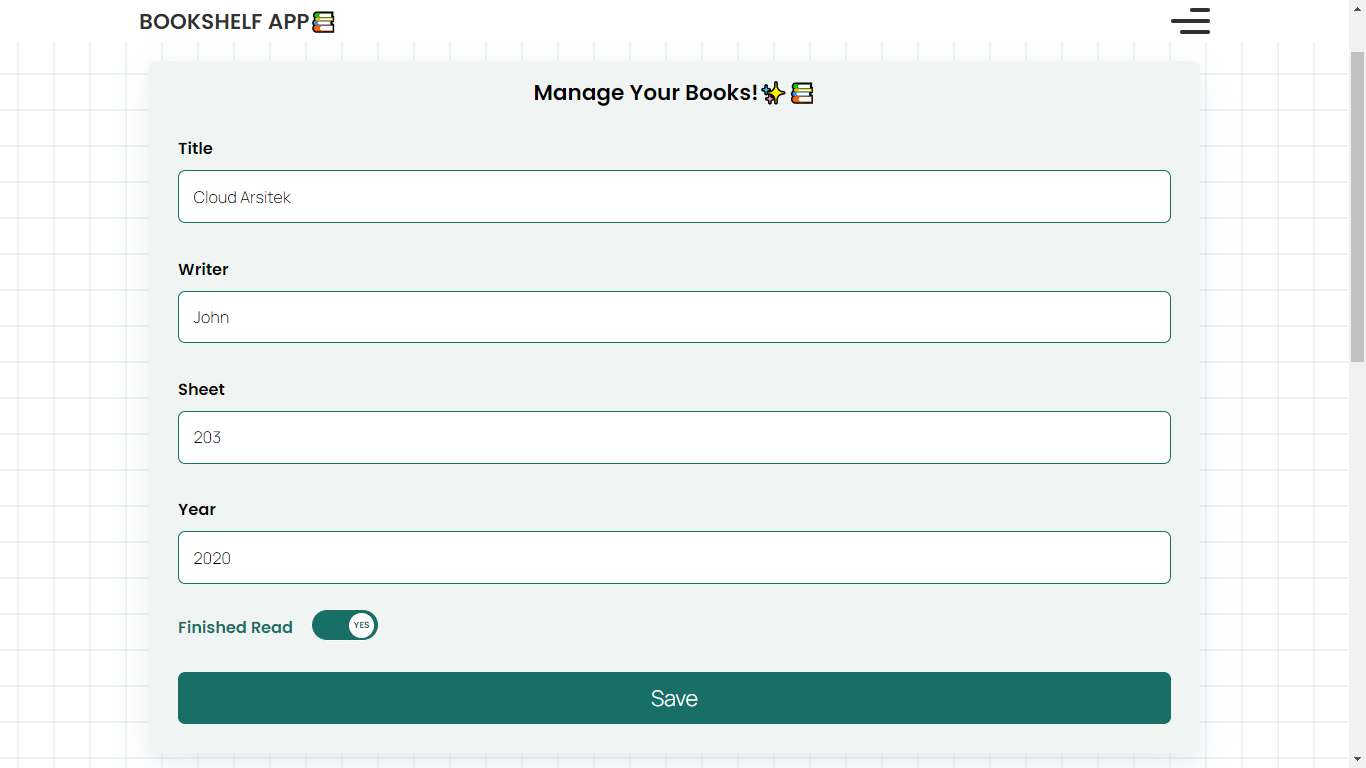 BOOKSHELF APP📚
Manage Your Books!✨📚
Title
Cloud Arsitek
Writer
John
Sheet
203
Year
2020
Finished Read YES
Save